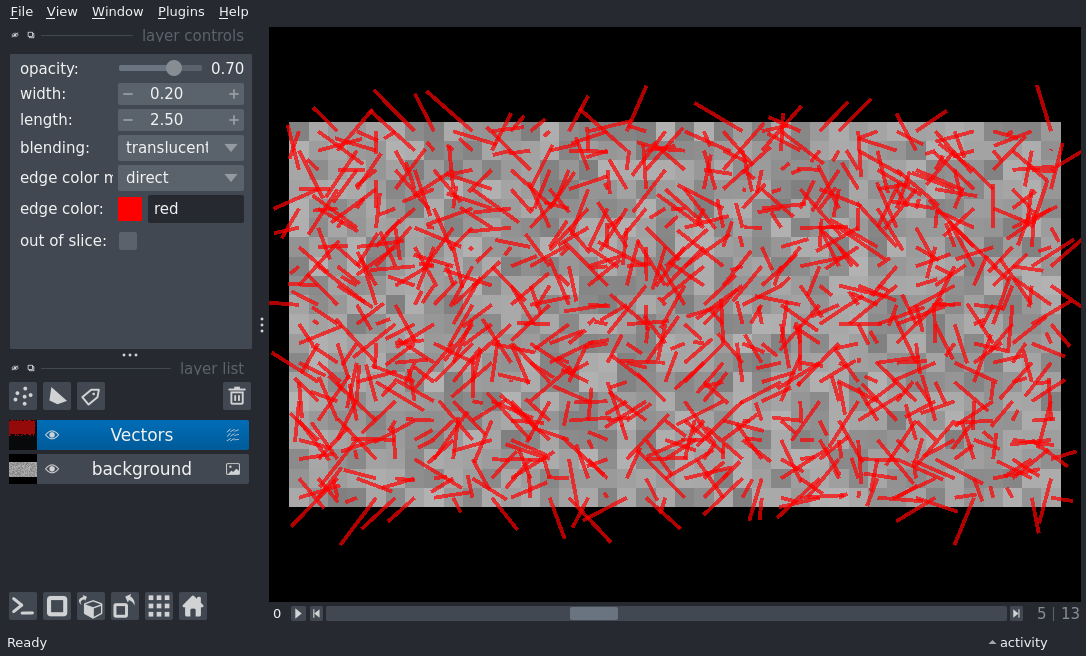 File View Window Plugins Help
layer controls
opacity: 0.70
width: 0.20
length: 2.50
blending: translucent
edge color m direct
edge color: red
out of slice:
layer list
Vectors
background
0 5 | 13
Ready activity